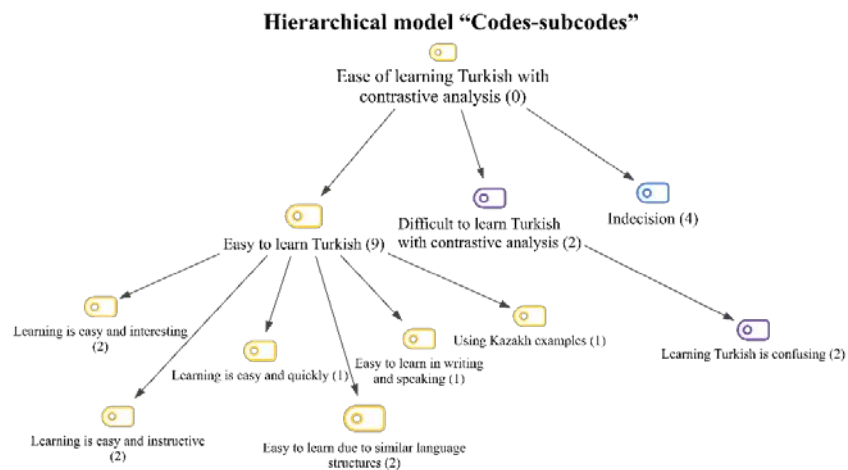 Hierarchical model “Codes-subcodes”
Ease of learning Turkish with
contrastive analysis (0)
Easy to learn Turkish (9)
Difficult to learn Turkish
with contrastive analysis (2)
Indecision (4)
Learning is easy and interesting
(2)
Learning is easy and quickly (1)
Easy to learn in writing
and speaking (1)
Using Kazakh examples (1)
Learning Turkish is confusing (2)
Learning is easy and instructive
(2)
Easy to learn due to similar language
structures (2)